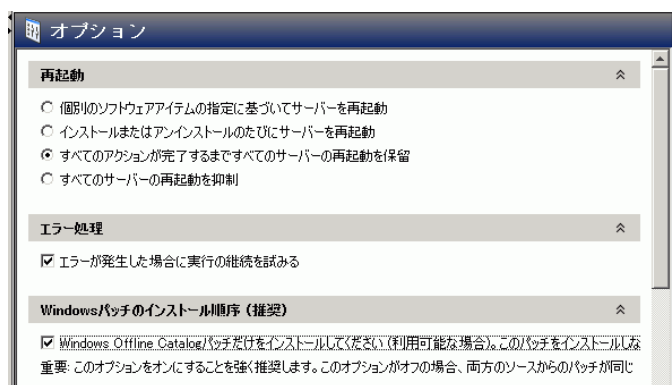 オプション
再起動
個別のソフトウェアアイテムの指定に基づいてサーバーを再起動
インストールまたはアンインストールのたびにサーバーを再起動
すべてのアクションが完了するまですべてのサーバーの再起動を保留
すべてのサーバーの再起動を抑制
エラー処理
エラーが発生した場合に実行の継続を試みる
Windowsパッチのインストール順序（推奨）
Windows Offline Catalogパッチだけをインストールしてください（利用可能な場合）。このパッチをインストールしな
重要: このオプションをオンにすることを強く推奨します。このオプションがオフの場合、両方のソースからのパッチが同じ